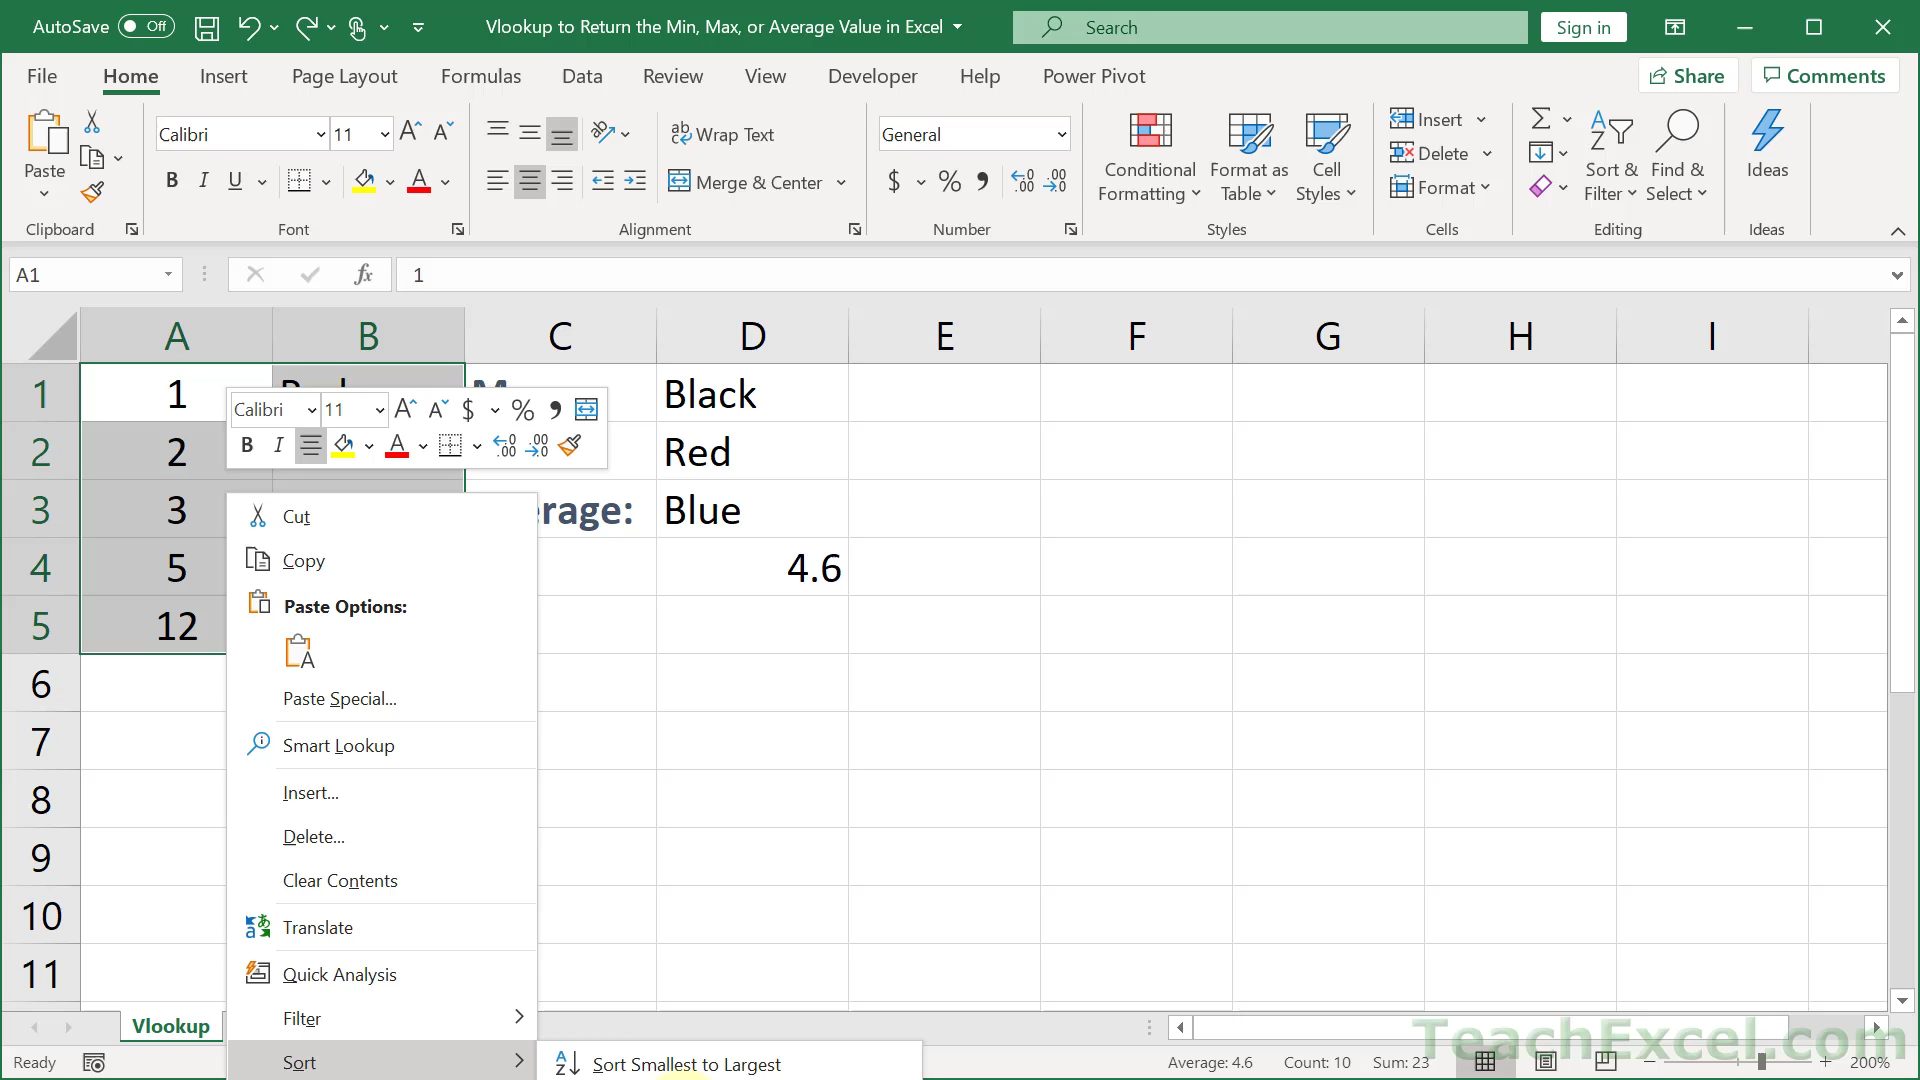 AutoSave Off Vlookup to Return the Min, Max, or Average Value in Excel Search Sign in
File Home Insert Page Layout Formulas Data Review View Developer Help Power Pivot Share Comments
Calibri 11 Wrap Text General Insert
Paste Conditional Formatting Format as Table Cell Styles Delete Sort & Filter Find & Select Ideas
B I U Merge & Center $ % Format
Clipboard Font Alignment Number Styles Cells Editing Ideas
A1 fx 1
A B C D E F G H I
1 1 Black
Calibri 11 $ %
B I A
2 2 Red
3 3 Blue
4 5 4.6
5 12
6
7
8
9
10
11
Cut
Copy
Paste Options:
Paste Special...
Smart Lookup
Insert...
Delete...
Clear Contents
Translate
Quick Analysis
Filter
Sort
Sort Smallest to Largest
Vlookup
TeachExcel.com
Ready Average: 4.6 Count: 10 Sum: 23 200%